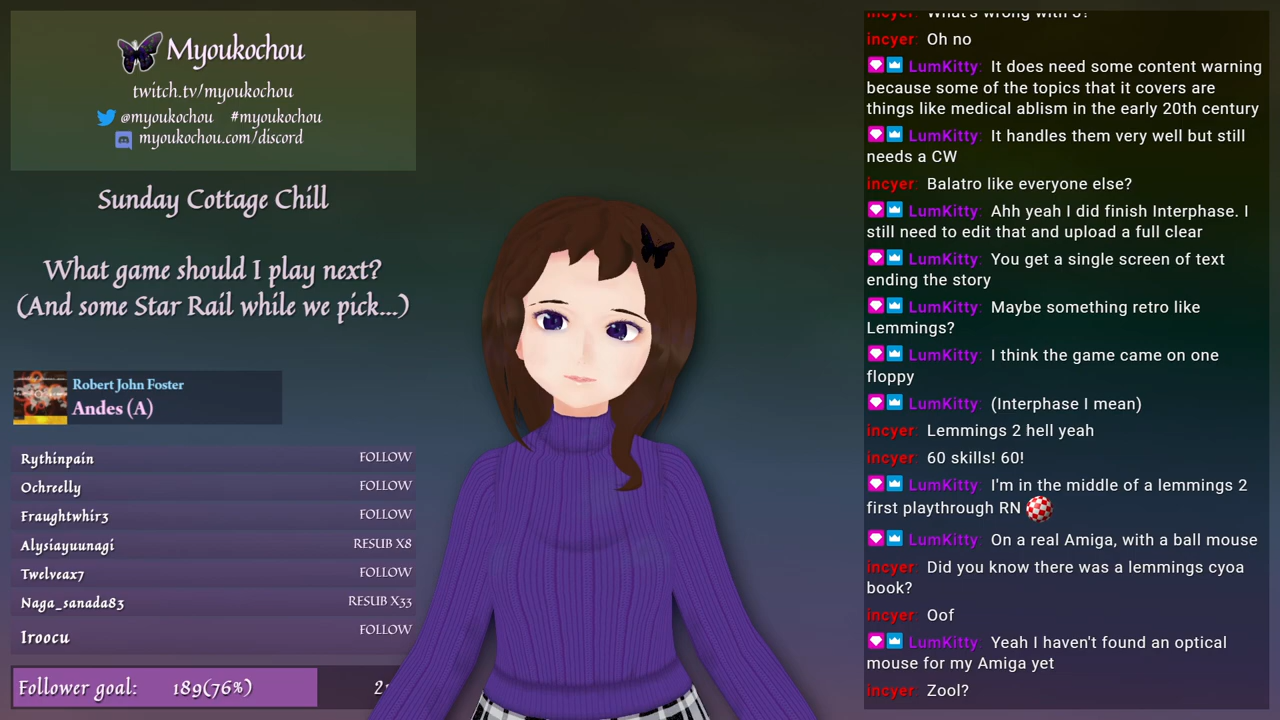 Myoukochou
twitch.tv/myoukochou
@myoukochou #myoukochou
myoukochou.com/discord
Sunday Cottage Chill
What game should I play next?
(And some Star Rail while we pick...)
Robert John Foster
Andes (A)
Rythinpain FOLLOW
Ochreelly FOLLOW
Fraughtwhir3 FOLLOW
Alysiayuunagi RESUB X8
Twelveax7 FOLLOW
Naga_sanada83 RESUB X33
Iroocu FOLLOW
Follower goal: 189(76%)
incyer: What's wrong with
incyer: Oh no
LumKitty: It does need some content warning
because some of the topics that it covers are
things like medical ablism in the early 20th century
LumKitty: It handles them very well but still
needs a CW
incyer: Balatro like everyone else?
LumKitty: Ahh yeah I did finish Interphase. I
still need to edit that and upload a full clear
LumKitty: You get a single screen of text
ending the story
LumKitty: Maybe something retro like
Lemmings?
LumKitty: I think the game came on one
floppy
LumKitty: (Interphase I mean)
incyer: Lemmings 2 hell yeah
incyer: 60 skills! 60!
LumKitty: I'm in the middle of a lemmings 2
first playthrough RN
LumKitty: On a real Amiga, with a ball mouse
incyer: Did you know there was a lemmings cyoa
book?
incyer: Oof
LumKitty: Yeah I haven't found an optical
mouse for my Amiga yet
incyer: Zool?